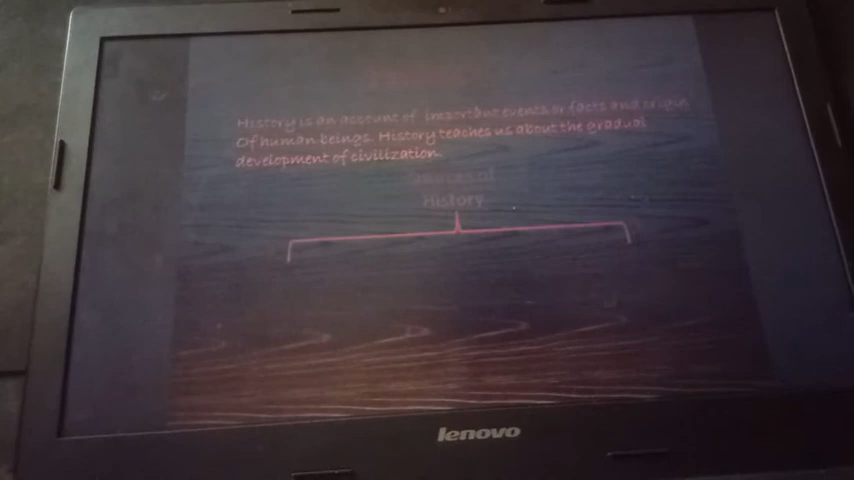 History is an account of important events or facts and origin
Of human beings. History teaches us about the gradual
development of civilization.
Sources of
History
lenovo